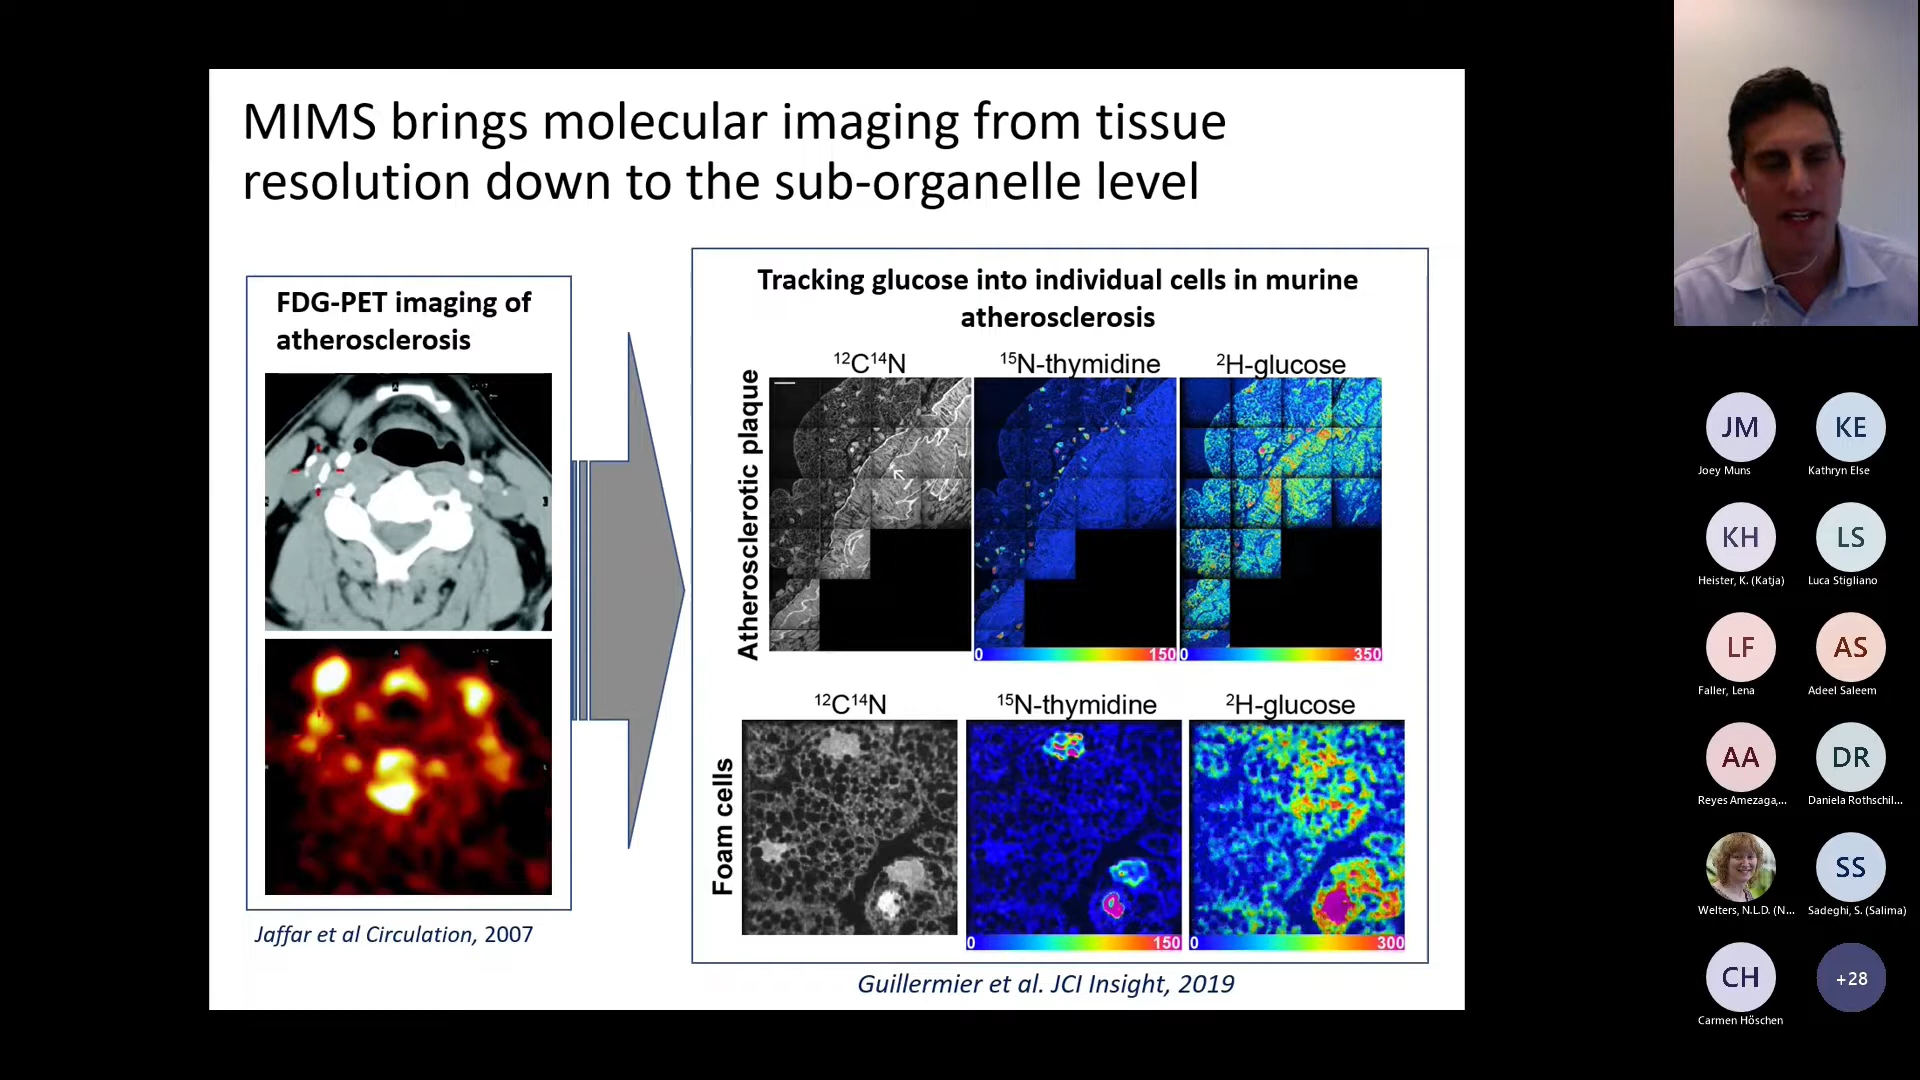 MIMS brings molecular imaging from tissue
resolution down to the sub-organelle level
FDG-PET imaging of
atherosclerosis
Jaffar et al Circulation, 2007
Tracking glucose into individual cells in murine
atherosclerosis
¹²C¹⁴N
¹⁵N-thymidine
²H-glucose
Atherosclerotic plaque
0
150
0
350
¹²C¹⁴N
¹⁵N-thymidine
²H-glucose
Foam cells
0
150
0
300
Guillermier et al. JCI Insight, 2019
JM
Joey Muns
KE
Kathryn Else
KH
Heister, K. (Katja)
LS
Luca Stigliano
LF
Faller, Lena
AS
Adeel Saleem
AA
Reyes Amezaga,...
DR
Daniela Rothschil...
Welters, N.L.D. (N...
SS
Sadeghi, S. (Salima)
CH
Carmen Höschen
+28